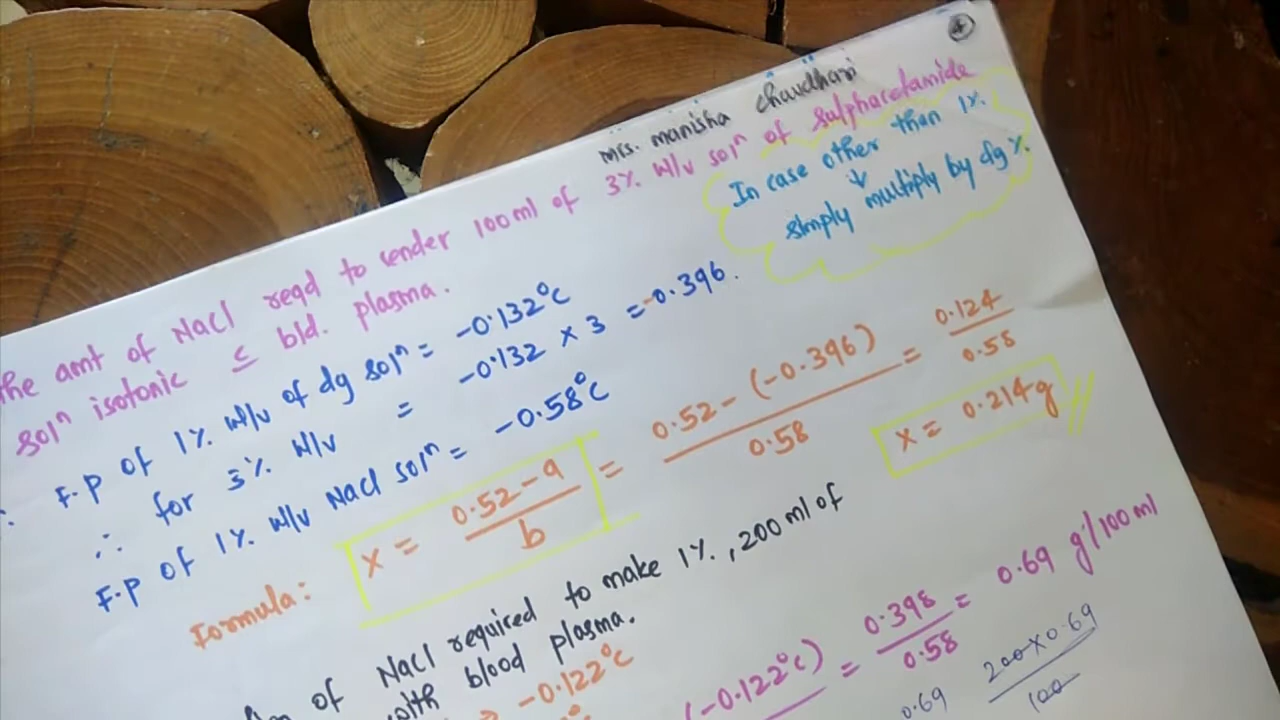 4
Mrs. Manisha Chaudhari
The amt of NaCl reqd to render 100ml of 3% w/v solⁿ of sulphacetamide
solⁿ isotonic c̄ bld. plasma.
In case other than 1%
↓
simply multiply by dg %.
F.P of 1% w/v of dg solⁿ = -0.132°c
∴ for 3% w/v = -0.132 × 3 = -0.396.
F.P of 1% w/v NaCl solⁿ = -0.58°c
Formula: x = 0.52-a / b = 0.52-(-0.396) / 0.58 = 0.124 / 0.58
x = 0.214g
of NaCl required to make 1%, 200ml of
with blood plasma.
-0.122°c
(-0.122°c) = 0.398 / 0.58 = 0.69 g/100ml
0.69 200×0.69 / 100